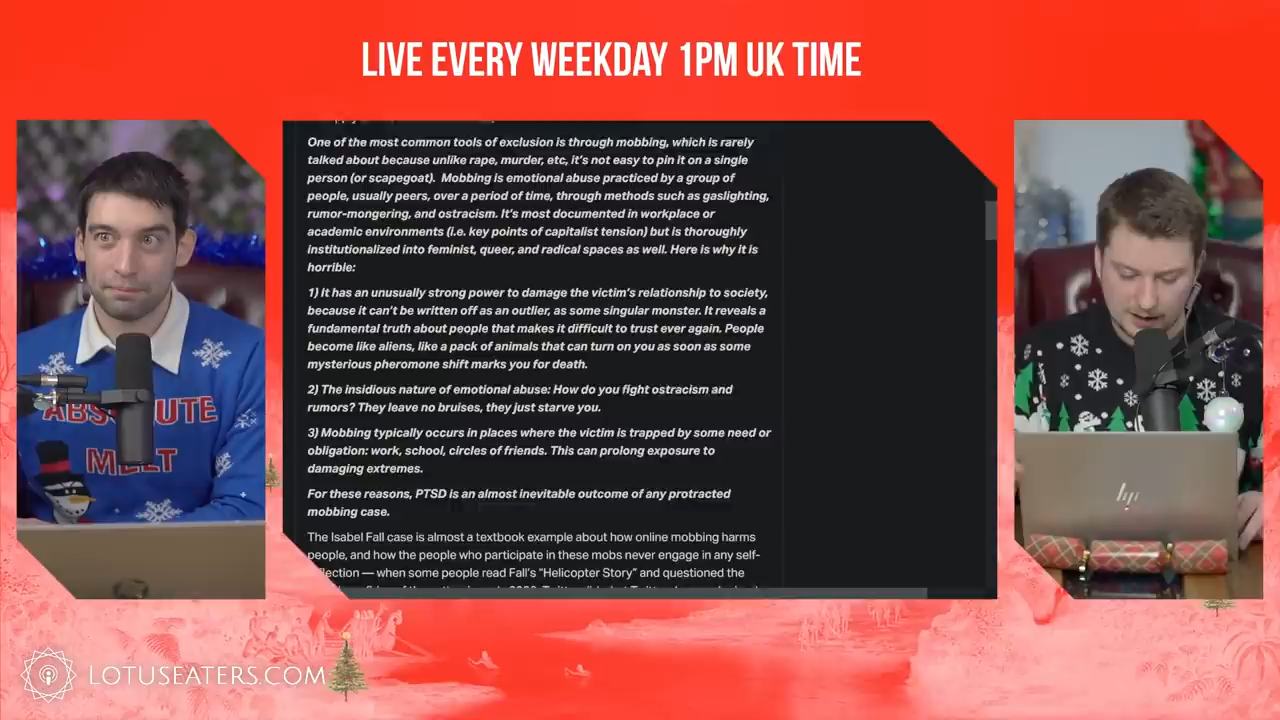 LIVE EVERY WEEKDAY 1PM UK TIME
One of the most common tools of exclusion is through mobbing, which is rarely
talked about because unlike rape, murder, etc, it's not easy to pin it on a single
person (or scapegoat). Mobbing is emotional abuse practiced by a group of
people, usually peers, over a period of time, through methods such as gaslighting,
rumor-mongering, and ostracism. It's most documented in workplace or
academic environments (i.e. key points of capitalist tension) but is thoroughly
institutionalized into feminist, queer, and radical spaces as well. Here is why it is
horrible:
1) It has an unusually strong power to damage the victim's relationship to society,
because it can't be written off as an outlier, as some singular monster. It reveals a
fundamental truth about people that makes it difficult to trust ever again. People
become like aliens, like a pack of animals that can turn on you as soon as some
mysterious pheromone shift marks you for death.
2) The insidious nature of emotional abuse: How do you fight ostracism and
rumors? They leave no bruises, they just starve you.
3) Mobbing typically occurs in places where the victim is trapped by some need or
obligation: work, school, circles of friends. This can prolong exposure to
damaging extremes.
For these reasons, PTSD is an almost inevitable outcome of any protracted
mobbing case.
The Isabel Fall case is almost a textbook example about how online mobbing harms
people, and how the people who participate in these mobs never engage in any self-
— when some people read Fall's "Helicopter Story" and questioned the
hp
LOTUSEATERS.COM